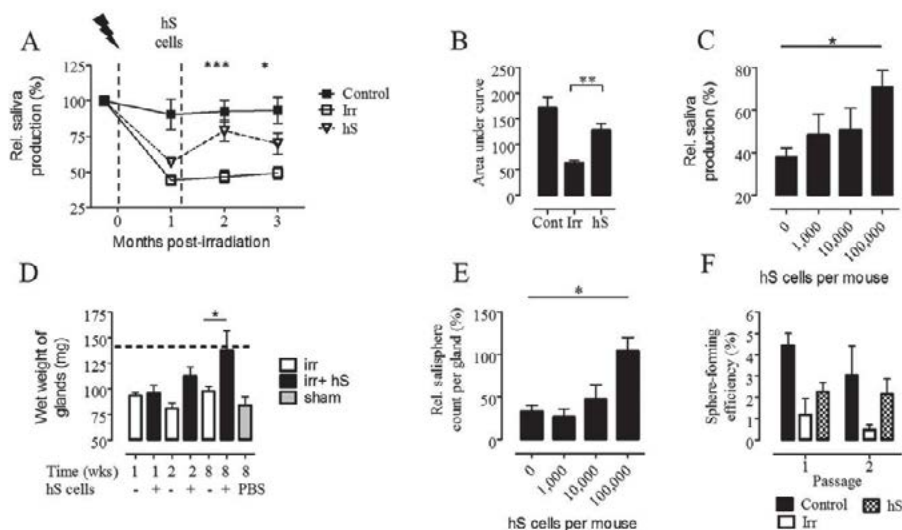 A
hS
cells
***
*
Rel. saliva
production (%)
125
100
75
50
25
0
1
2
3
Months post-irradiation
Control
Irr
hS
B
**
Area under curve
250
200
150
100
50
0
Cont Irr hS
C
*
Rel. saliva
production (%)
80
60
40
20
0
1,000
10,000
100,000
hS cells per mouse
D
*
Wet weight of
glands (mg)
175
150
125
100
75
50
irr
irr+ hS
sham
Time (wks) 1 1 2 2 8 8 8
hS cells - + - + - + PBS
E
*
Rel. salisphere
count per gland (%)
150
100
50
0
0
1,000
10,000
100,000
hS cells per mouse
F
Sphere-forming
efficiency (%)
6
5
4
3
2
1
0
1
2
Passage
Control
hS
Irr